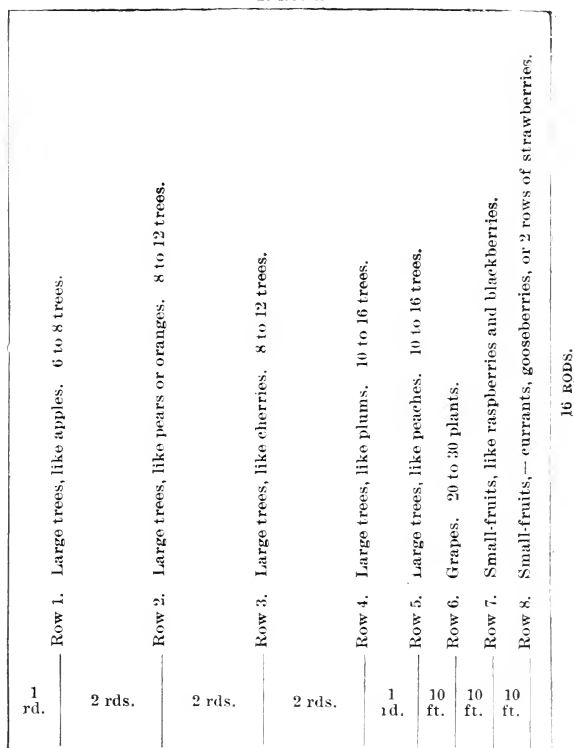 Row 1. Large trees, like apples. 6 to 8 trees.
Row 2. Large trees, like pears or oranges. 8 to 12 trees.
Row 3. Large trees, like cherries. 8 to 12 trees.
Row 4. Large trees, like plums. 10 to 16 trees.
Row 5. Large trees, like peaches. 10 to 16 trees.
Row 6. Grapes. 20 to 30 plants.
Row 7. Small-fruits, like raspberries and blackberries.
Row 8. Small-fruits,— currants, gooseberries, or 2 rows of strawberries.
16 RODS.
1
rd.
2 rds.
2 rds.
2 rds.
1
rd.
10
ft.
10
ft.
10
ft.